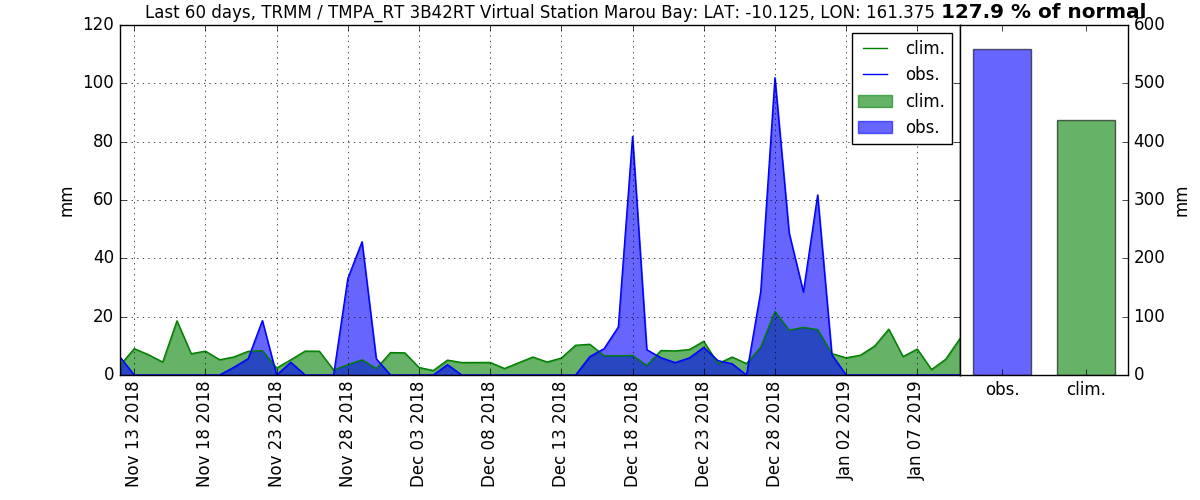 Last 60 days, TRMM / TMPA_RT 3B42RT Virtual Station Marou Bay: LAT: -10.125, LON: 161.375 127.9 % of normal
120
100
80
60
40
20
0
mm
clim.
obs.
clim.
obs.
Nov 13 2018
Nov 18 2018
Nov 23 2018
Nov 28 2018
Dec 03 2018
Dec 08 2018
Dec 13 2018
Dec 18 2018
Dec 23 2018
Dec 28 2018
Jan 02 2019
Jan 07 2019
600
500
400
300
200
100
0
mm
obs.
clim.